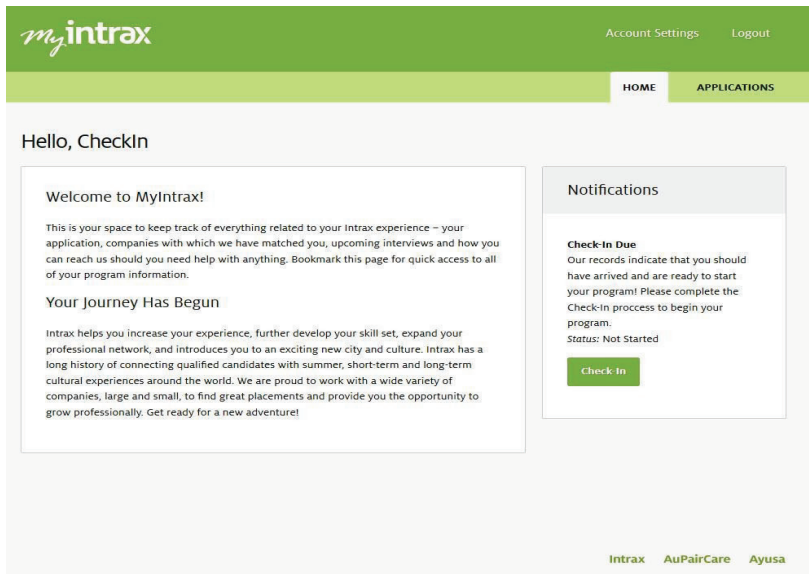 myintrax
Account Settings Logout
HOME APPLICATIONS
Hello, CheckIn
Welcome to MyIntrax!
This is your space to keep track of everything related to your Intrax experience – your
application, companies with which we have matched you, upcoming interviews and how you
can reach us should you need help with anything. Bookmark this page for quick access to all
of your program information.
Your Journey Has Begun
Intrax helps you increase your experience, further develop your skill set, expand your
professional network, and introduces you to an exciting new city and culture. Intrax has a
long history of connecting qualified candidates with summer, short-term and long-term
cultural experiences around the world. We are proud to work with a wide variety of
companies, large and small, to find great placements and provide you the opportunity to
grow professionally. Get ready for a new adventure!
Notifications
Check-In Due
Our records indicate that you should
have arrived and are ready to start
your program! Please complete the
Check-In proccess to begin your
program.
Status: Not Started
Check-In
Intrax AuPairCare Ayusa